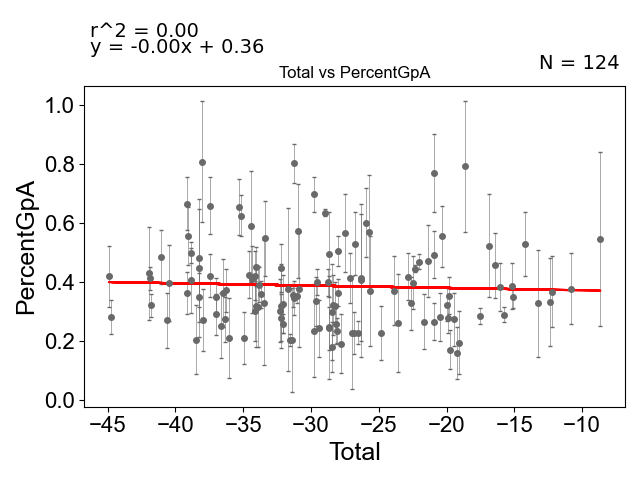 r^2 = 0.00
y = -0.00x + 0.36
N = 124
Total vs PercentGpA
1.0
0.8
0.6
0.4
0.2
0.0
PercentGpA
−45 −40 −35 −30 −25 −20 −15 −10
Total